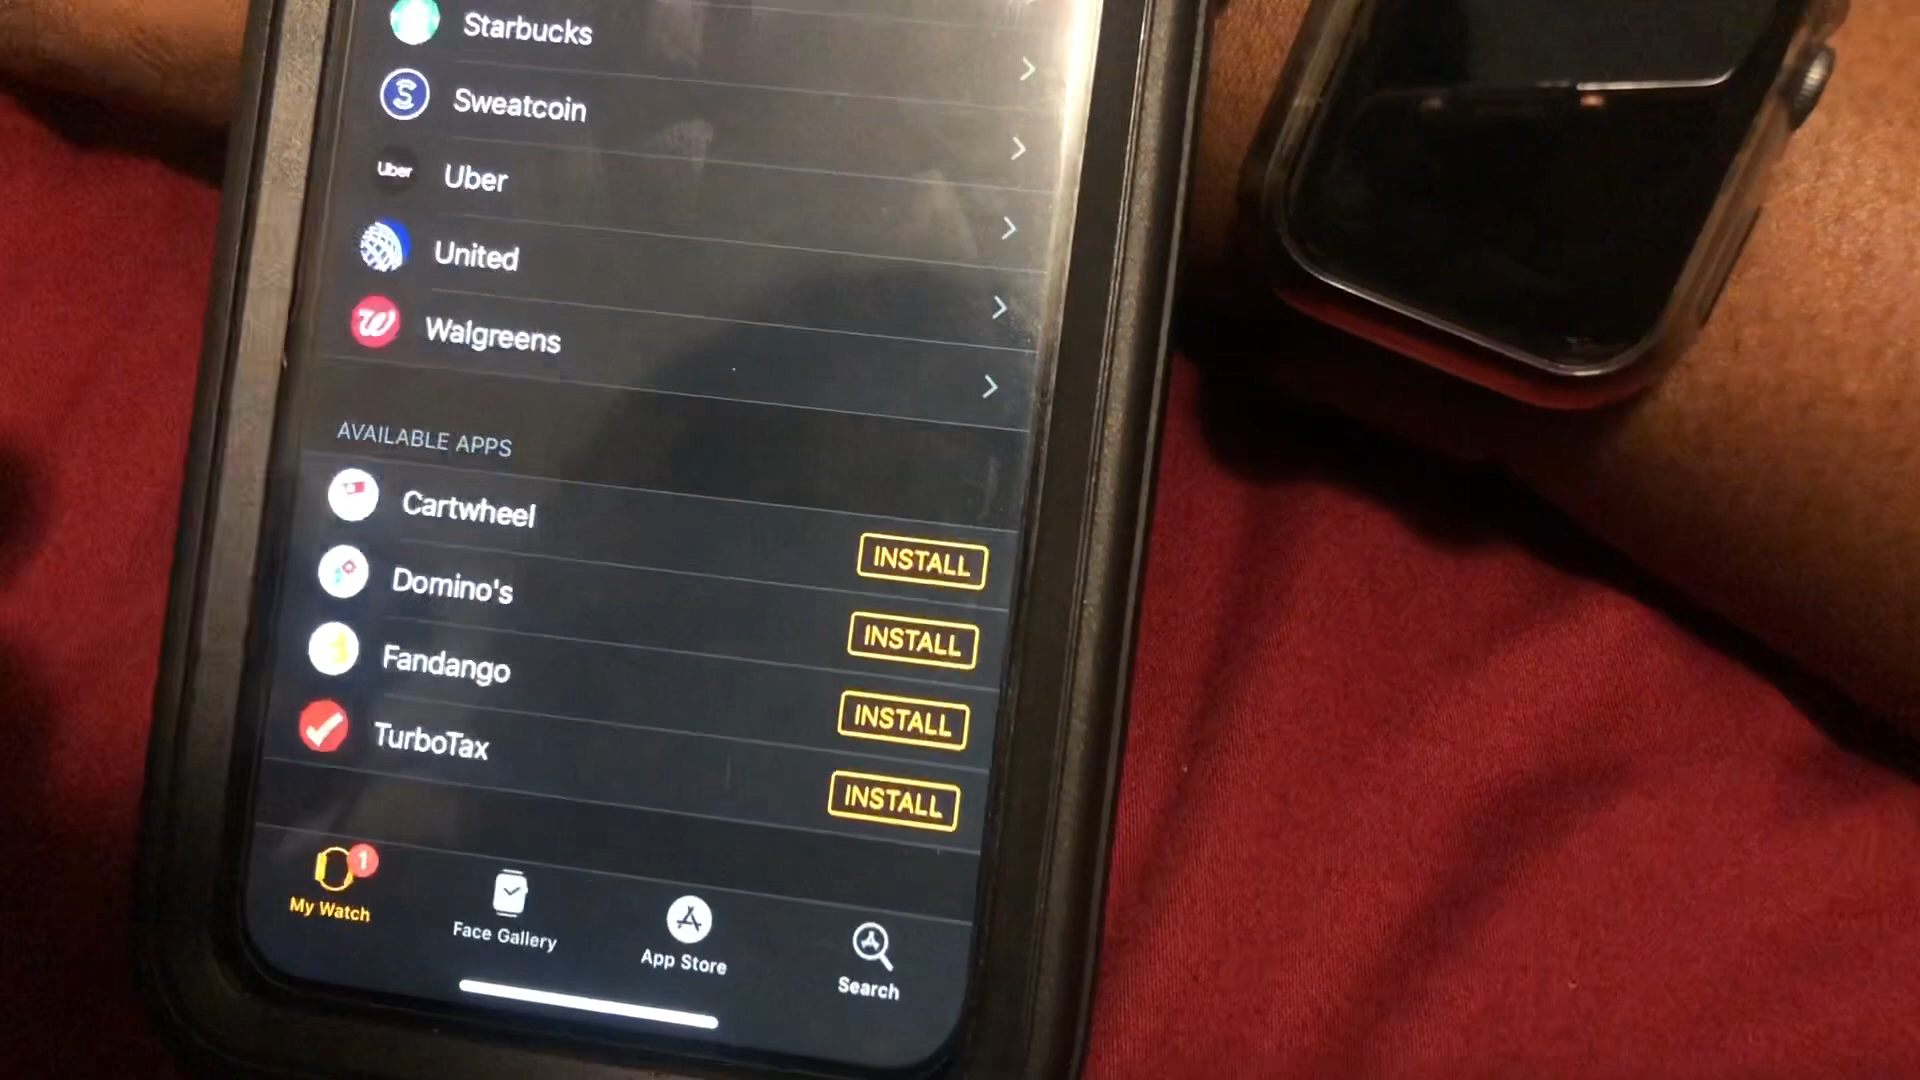 Starbucks
Sweatcoin
Uber Uber
United
Walgreens
AVAILABLE APPS
Cartwheel INSTALL
Domino's INSTALL
Fandango INSTALL
TurboTax INSTALL
1
My Watch Face Gallery App Store Search